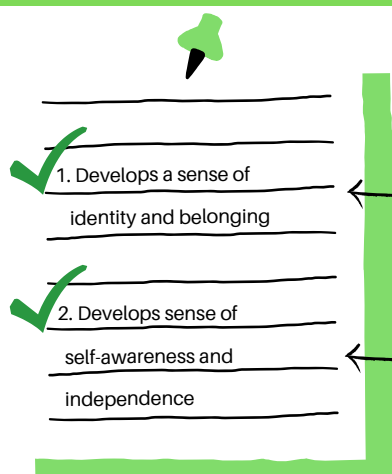 1. Develops a sense of
identity and belonging
2. Develops sense of
self-awareness and
independence